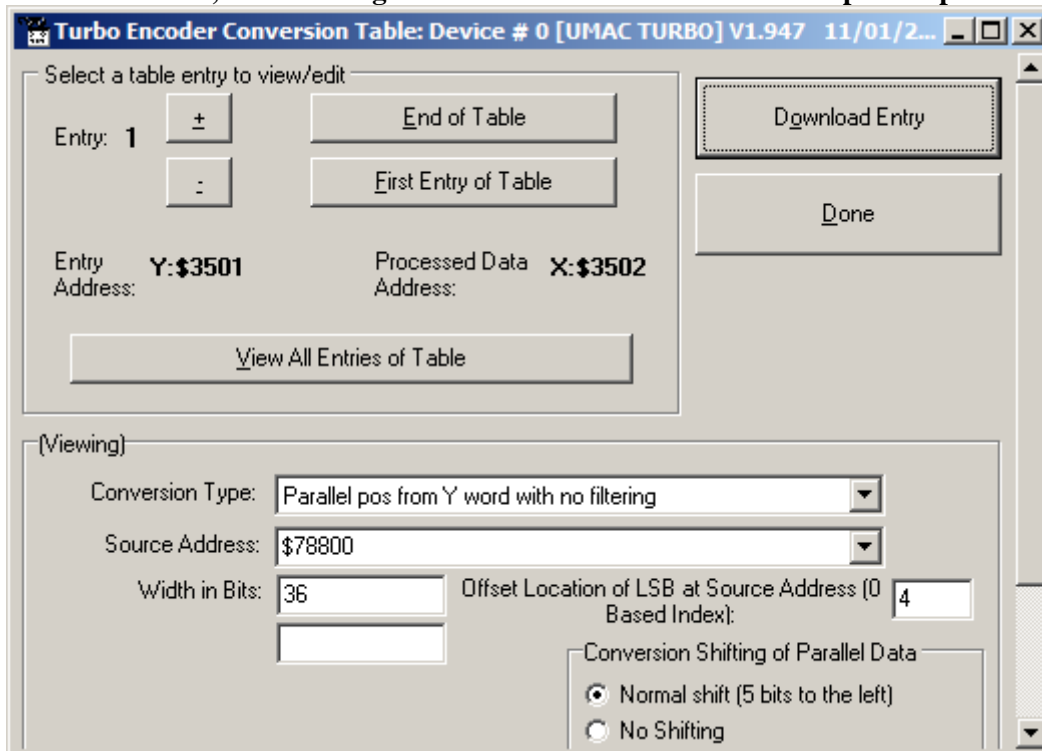 Turbo Encoder Conversion Table: Device # 0 [UMAC TURBO] V1.947 11/01/2...
Select a table entry to view/edit
Entry: 1
+
End of Table
Download Entry
-
First Entry of Table
Done
Entry Address: Y:$3501
Processed Data Address: X:$3502
View All Entries of Table
(Viewing)
Conversion Type: Parallel pos from Y word with no filtering
Source Address: $78800
Width in Bits: 36
Offset Location of LSB at Source Address (0 Based Index): 4
Conversion Shifting of Parallel Data
Normal shift (5 bits to the left)
No Shifting